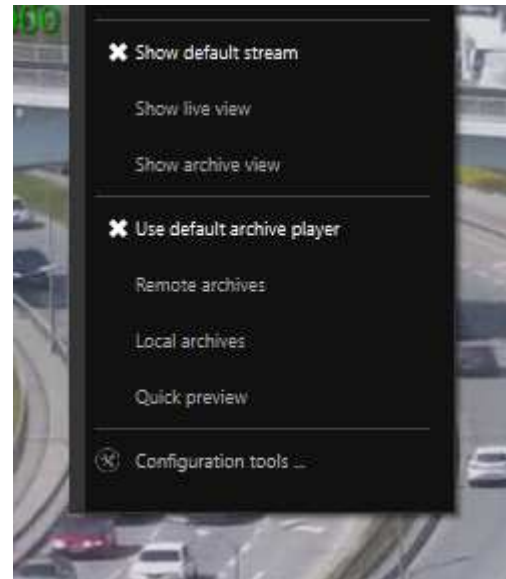 Show default stream
Show live view
Show archive view
Use default archive player
Remote archives
Local archives
Quick preview
Configuration tools ...